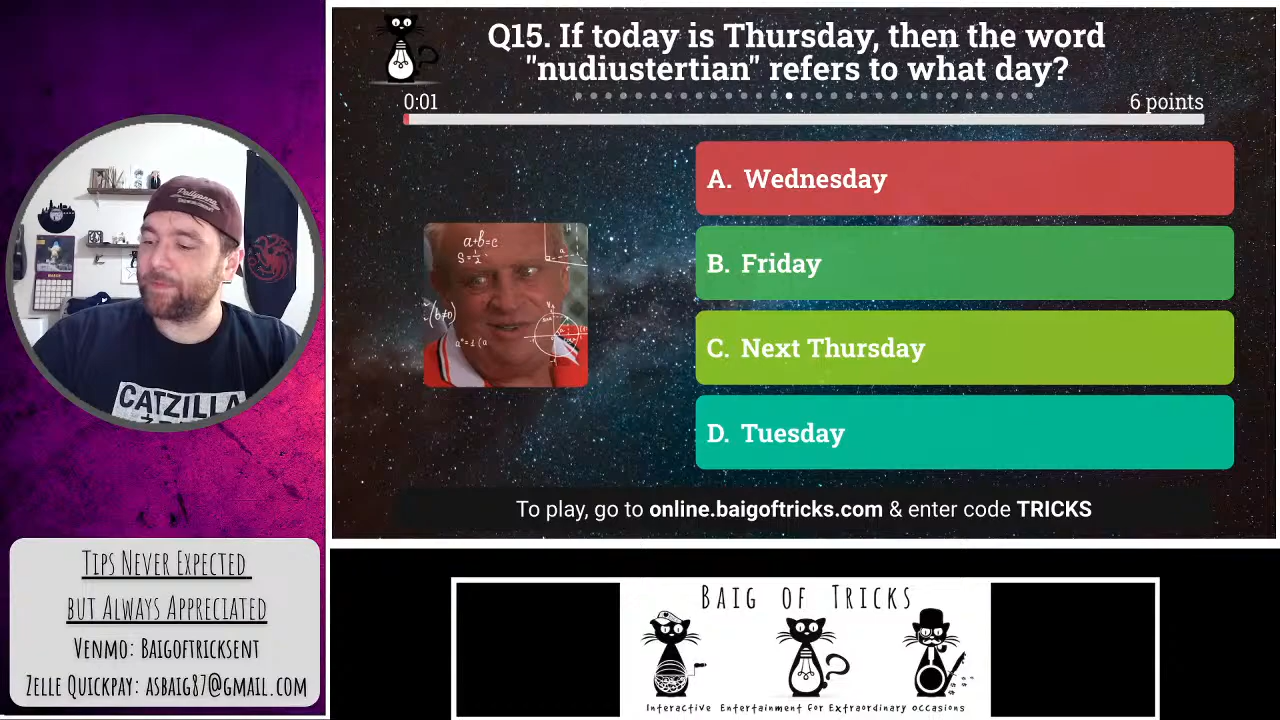 Q15. If today is Thursday, then the word
"nudiustertian" refers to what day?
0:01
6 points
A. Wednesday
B. Friday
C. Next Thursday
D. Tuesday
a+b=c
(b≠0)
To play, go to online.baigoftricks.com & enter code TRICKS
CATZILLA
Tips Never Expected
but Always Appreciated
Venmo: Baigoftricksent
Zelle Quickpay: asbaig87@gmail.com
Baig of Tricks
Interactive Entertainment for Extraordinary Occasions